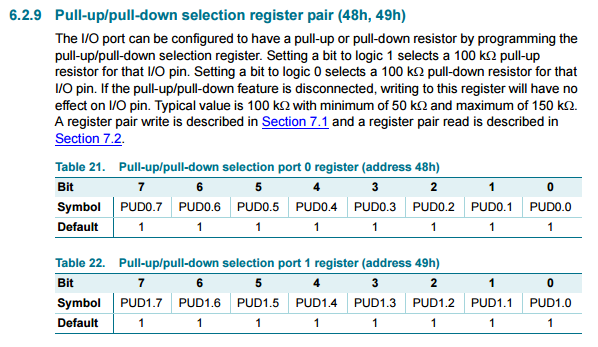 6.2.9 Pull-up/pull-down selection register pair (48h, 49h)
The I/O port can be configured to have a pull-up or pull-down resistor by programming the
pull-up/pull-down selection register. Setting a bit to logic 1 selects a 100 kΩ pull-up
resistor for that I/O pin. Setting a bit to logic 0 selects a 100 kΩ pull-down resistor for that
I/O pin. If the pull-up/pull-down feature is disconnected, writing to this register will have no
effect on I/O pin. Typical value is 100 kΩ with minimum of 50 kΩ and maximum of 150 kΩ.
A register pair write is described in Section 7.1 and a register pair read is described in
Section 7.2.
Table 21. Pull-up/pull-down selection port 0 register (address 48h)
Bit 7 6 5 4 3 2 1 0
Symbol PUD0.7 PUD0.6 PUD0.5 PUD0.4 PUD0.3 PUD0.2 PUD0.1 PUD0.0
Default 1 1 1 1 1 1 1 1
Table 22. Pull-up/pull-down selection port 1 register (address 49h)
Bit 7 6 5 4 3 2 1 0
Symbol PUD1.7 PUD1.6 PUD1.5 PUD1.4 PUD1.3 PUD1.2 PUD1.1 PUD1.0
Default 1 1 1 1 1 1 1 1